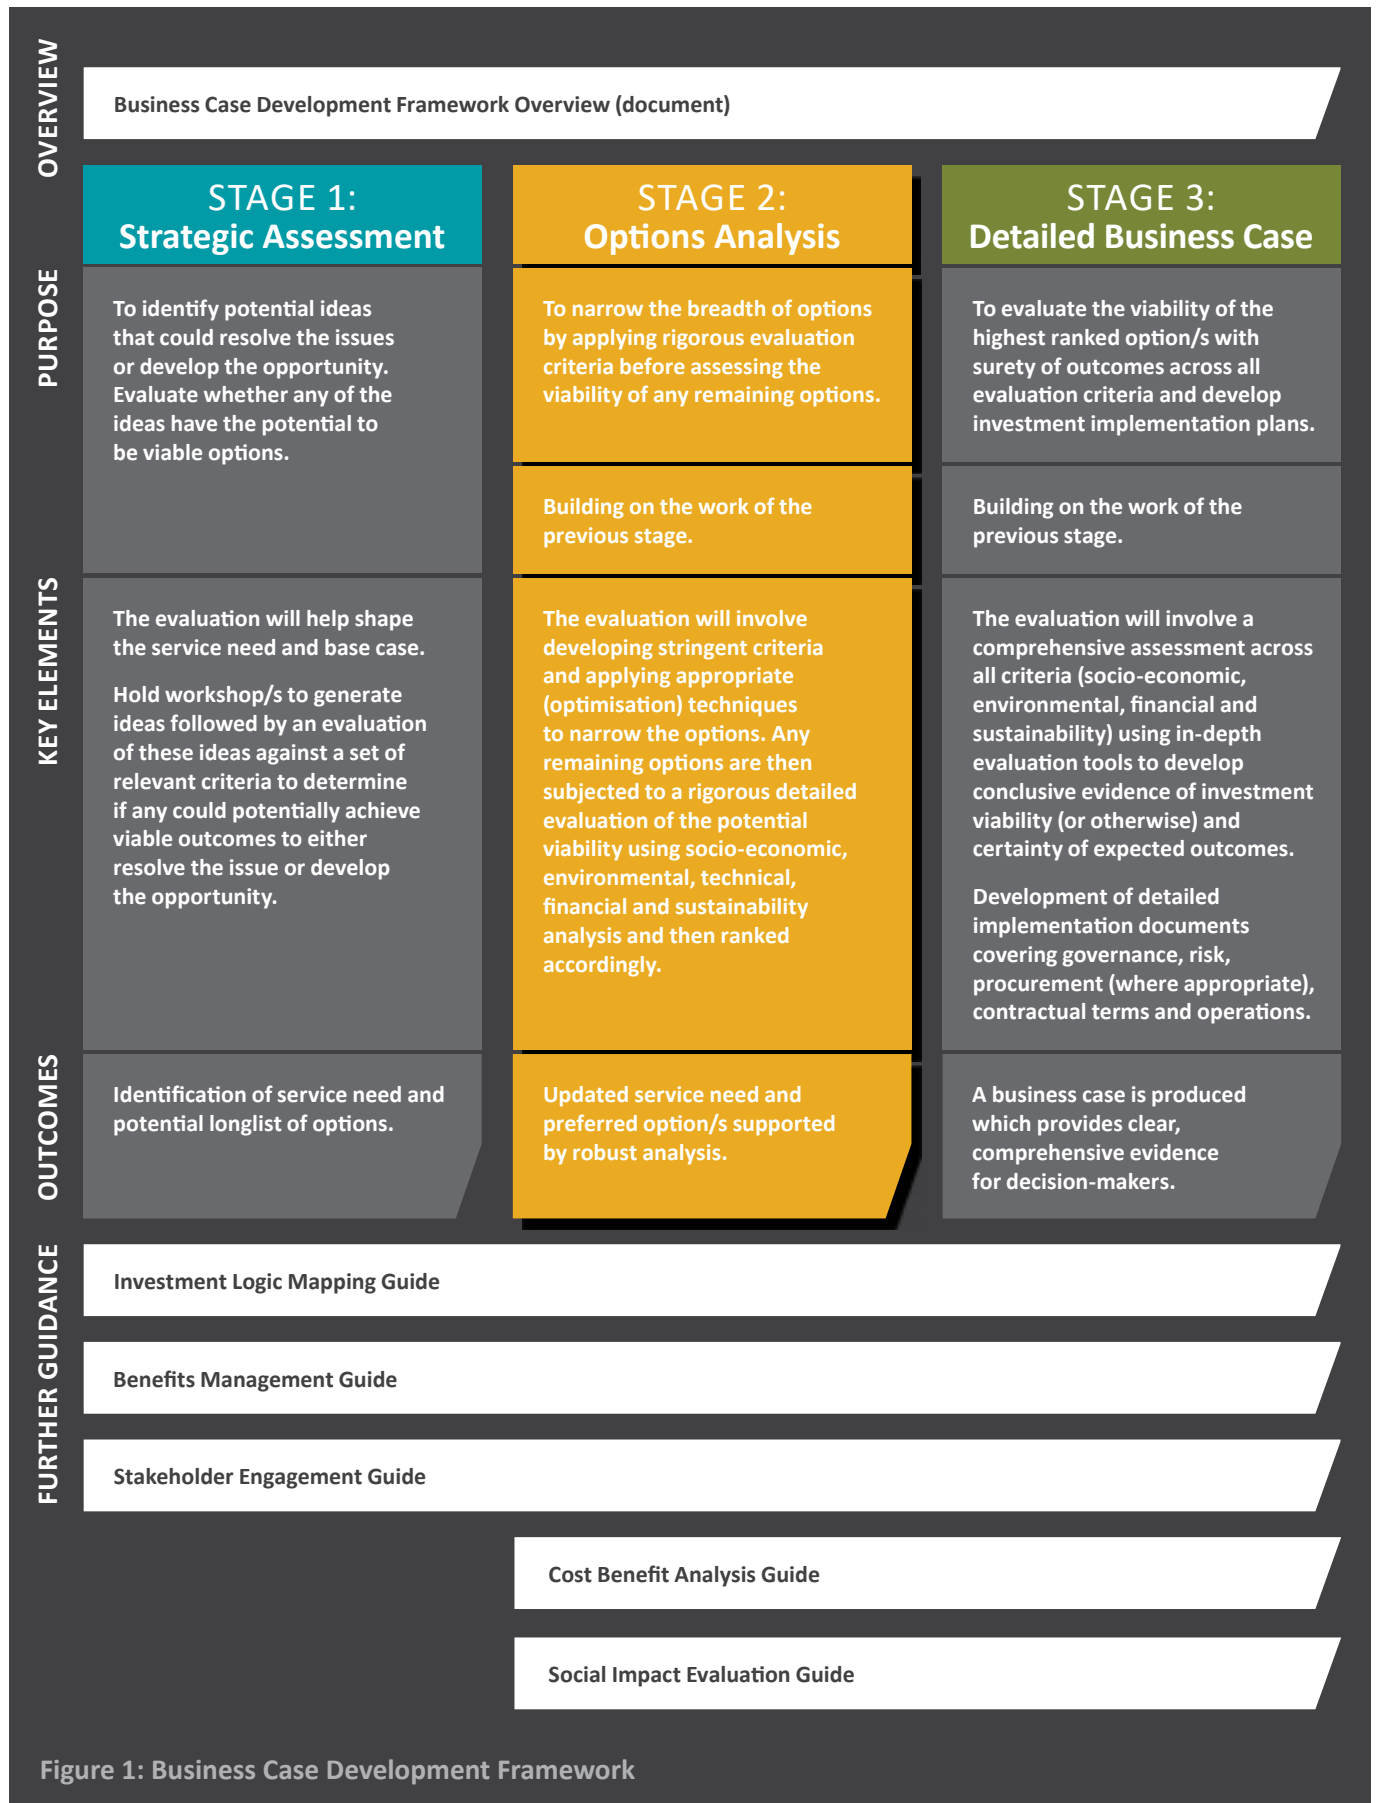 OVERVIEW
Business Case Development Framework Overview (document)
STAGE 1:
Strategic Assessment
STAGE 2:
Options Analysis
STAGE 3:
Detailed Business Case
PURPOSE
To identify potential ideas
that could resolve the issues
or develop the opportunity.
Evaluate whether any of the
ideas have the potential to
be viable options.
To narrow the breadth of options
by applying rigorous evaluation
criteria before assessing the
viability of any remaining options.
Building on the work of the
previous stage.
To evaluate the viability of the
highest ranked option/s with
surety of outcomes across all
evaluation criteria and develop
investment implementation plans.
Building on the work of the
previous stage.
KEY ELEMENTS
The evaluation will help shape
the service need and base case.
Hold workshop/s to generate
ideas followed by an evaluation
of these ideas against a set of
relevant criteria to determine
if any could potentially achieve
viable outcomes to either
resolve the issue or develop
the opportunity.
The evaluation will involve
developing stringent criteria
and applying appropriate
(optimisation) techniques
to narrow the options. Any
remaining options are then
subjected to a rigorous detailed
evaluation of the potential
viability using socio-economic,
environmental, technical,
financial and sustainability
analysis and then ranked
accordingly.
The evaluation will involve a
comprehensive assessment across
all criteria (socio-economic,
environmental, financial and
sustainability) using in-depth
evaluation tools to develop
conclusive evidence of investment
viability (or otherwise) and
certainty of expected outcomes.
Development of detailed
implementation documents
covering governance, risk,
procurement (where appropriate),
contractual terms and operations.
OUTCOMES
Identification of service need and
potential longlist of options.
Updated service need and
preferred option/s supported
by robust analysis.
A business case is produced
which provides clear,
comprehensive evidence
for decision-makers.
FURTHER GUIDANCE
Investment Logic Mapping Guide
Benefits Management Guide
Stakeholder Engagement Guide
Cost Benefit Analysis Guide
Social Impact Evaluation Guide
Figure 1: Business Case Development Framework